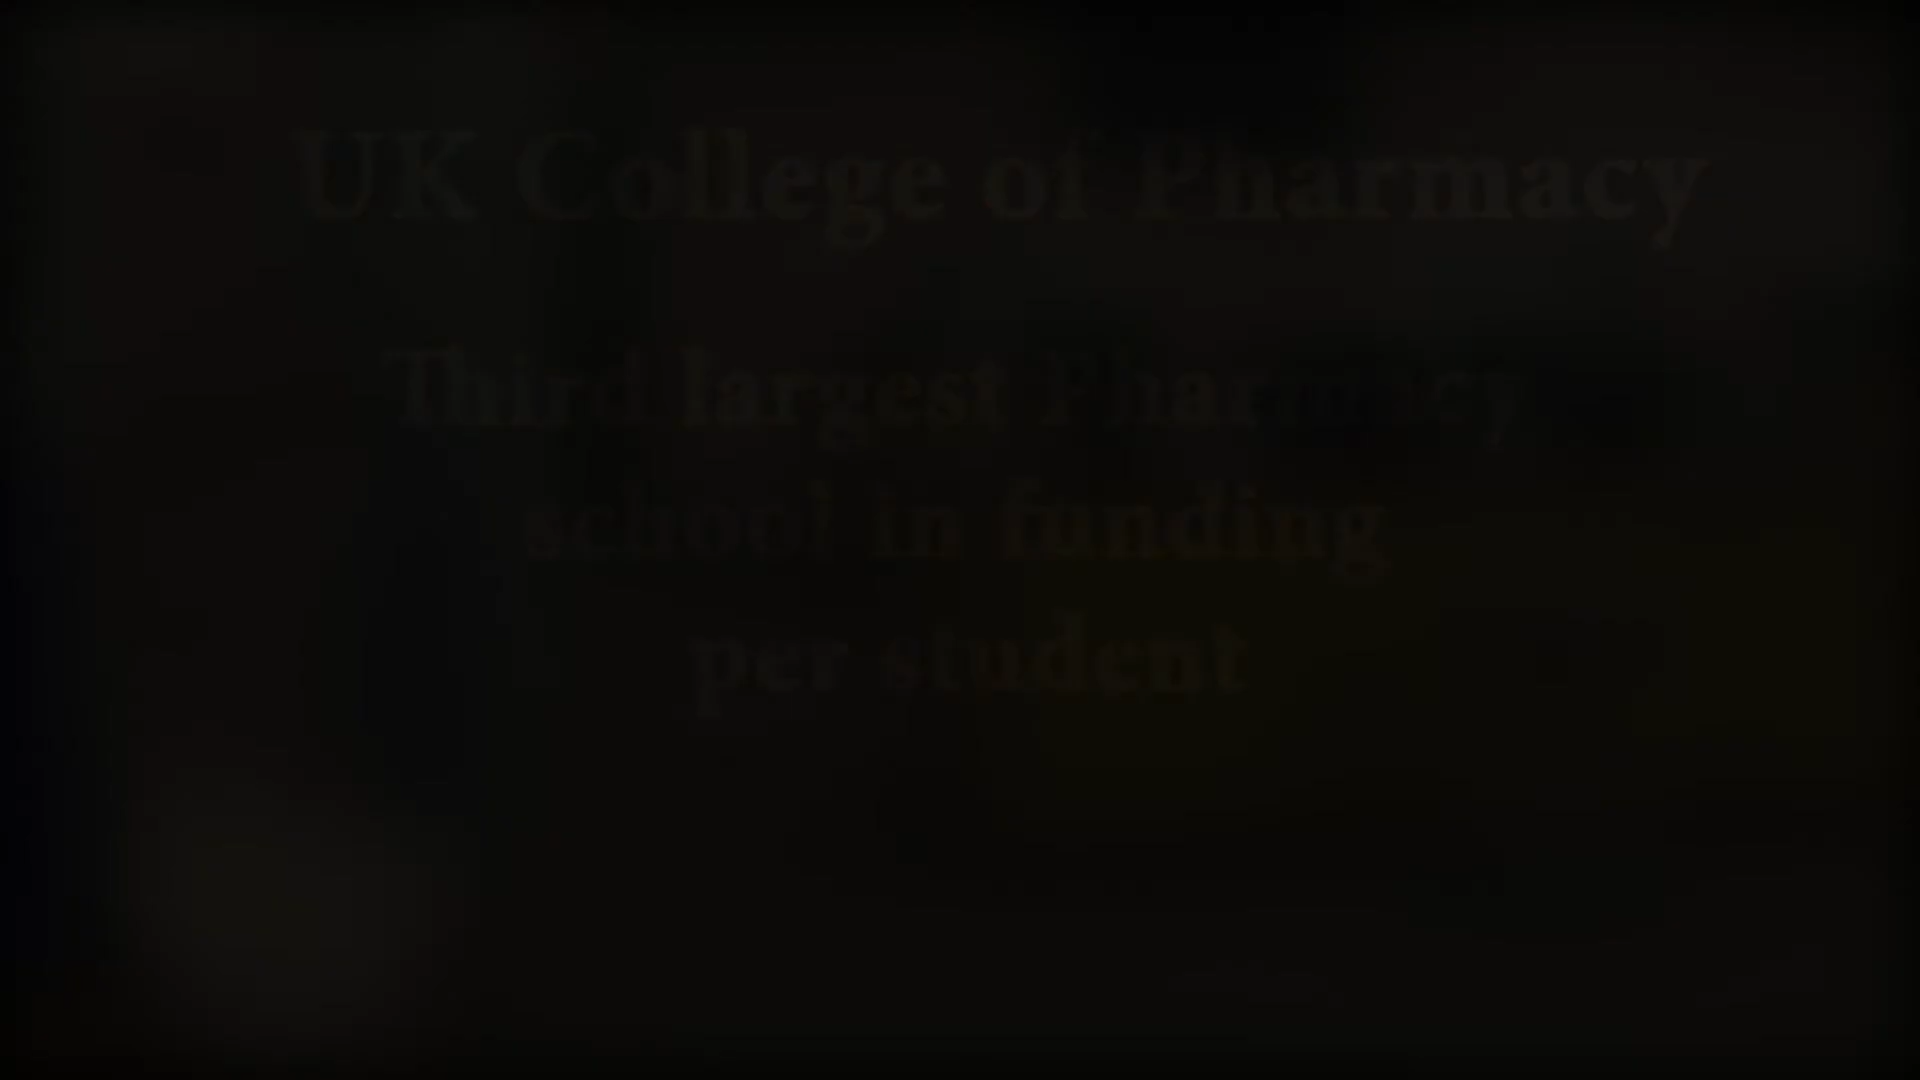 UK College of Pharmacy
Third largest Pharmacy
school in funding
per student